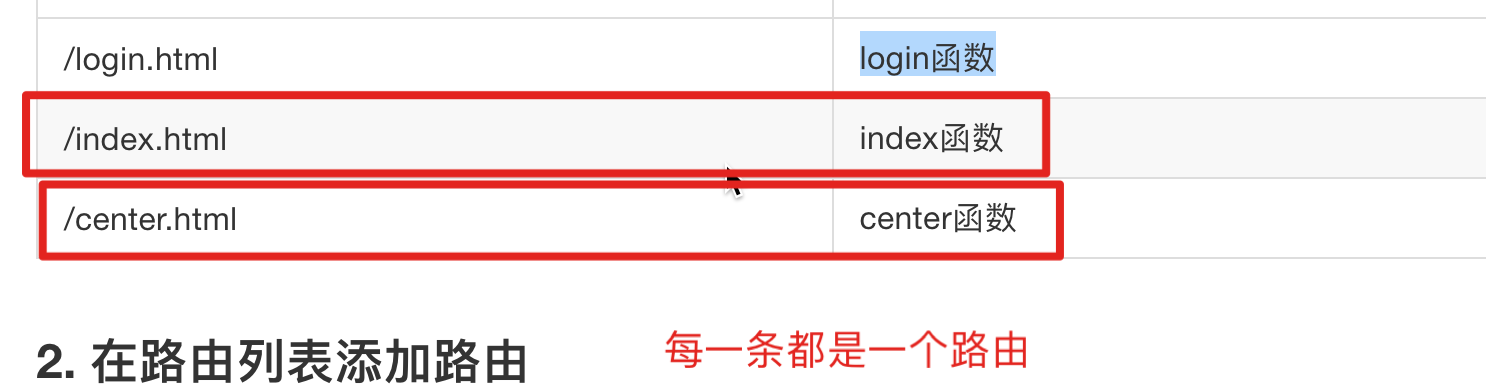 /login.html login函数
/index.html index函数
/center.html center函数
2. 在路由列表添加路由 每一条都是一个路由